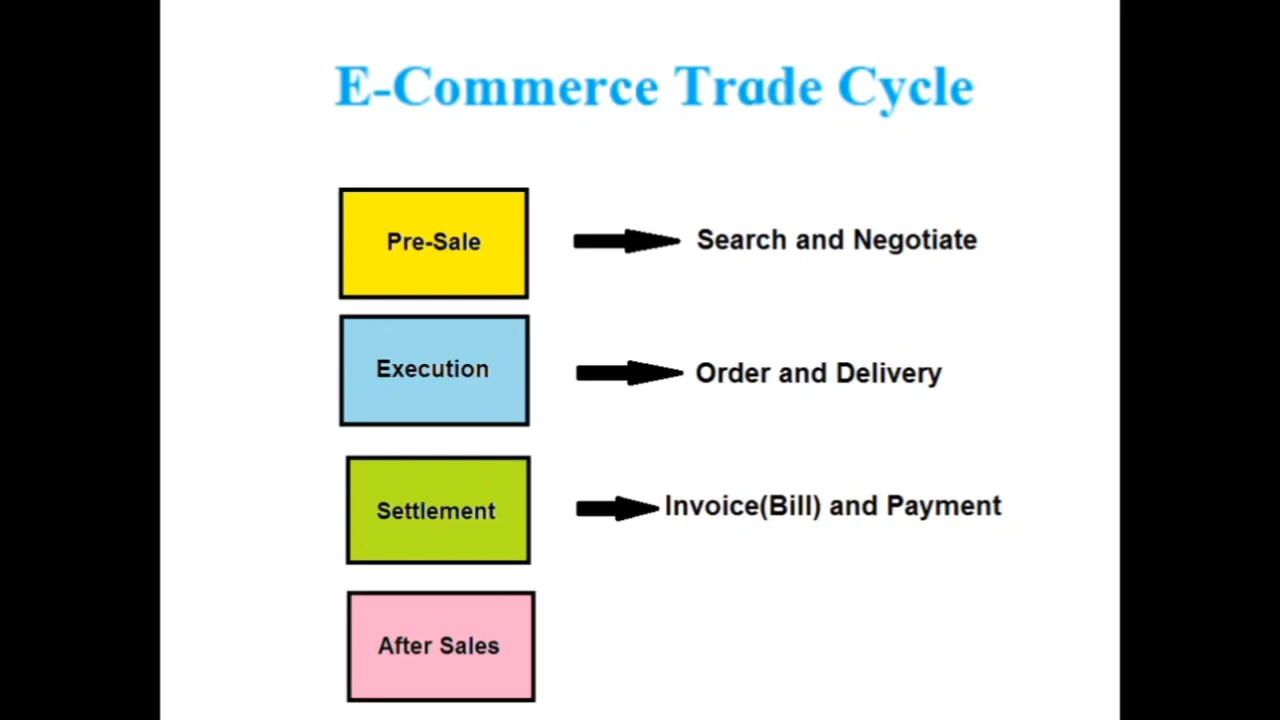 E-Commerce Trade Cycle
Pre-Sale
Search and Negotiate
Execution
Order and Delivery
Settlement
Invoice(Bill) and Payment
After Sales